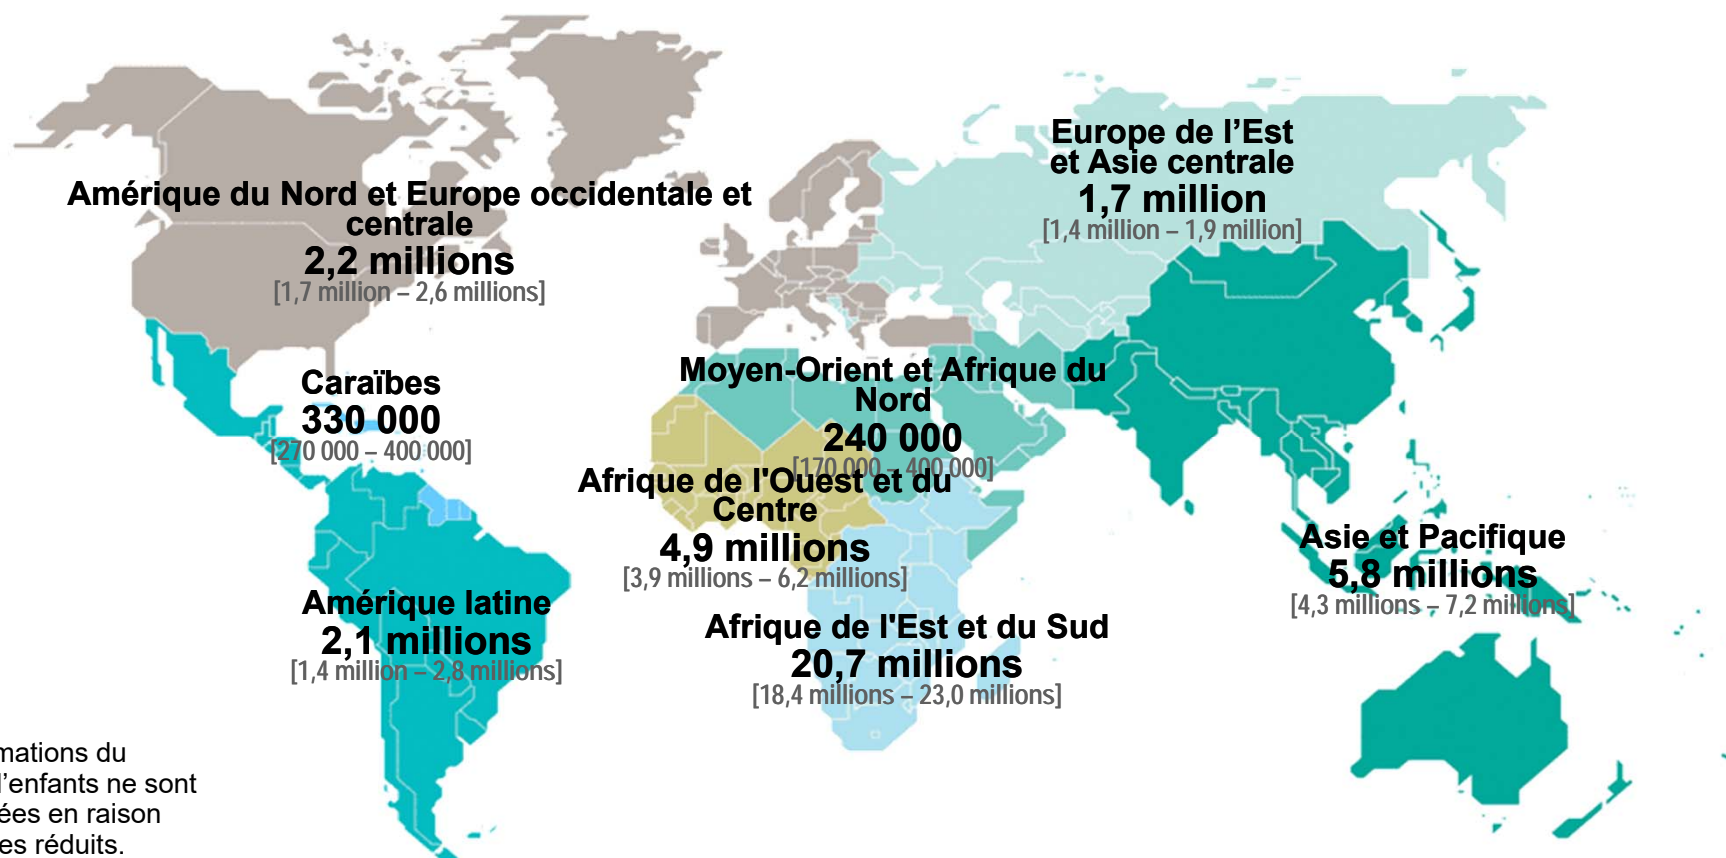 Europe de l’Est
et Asie centrale
1,7 million
[1,4 million – 1,9 million]
Amérique du Nord et Europe occidentale et
centrale
2,2 millions
[1,7 million – 2,6 millions]
Caraïbes
330 000
[270 000 – 400 000]
Moyen-Orient et Afrique du
Nord
240 000
[170 000 – 400 000]
Afrique de l'Ouest et du
Centre
4,9 millions
[3,9 millions – 6,2 millions]
Asie et Pacifique
5,8 millions
[4,3 millions – 7,2 millions]
Amérique latine
2,1 millions
[1,4 million – 2,8 millions]
Afrique de l'Est et du Sud
20,7 millions
[18,4 millions – 23,0 millions]
mations du
l’enfants ne sont
ées en raison
es réduits.